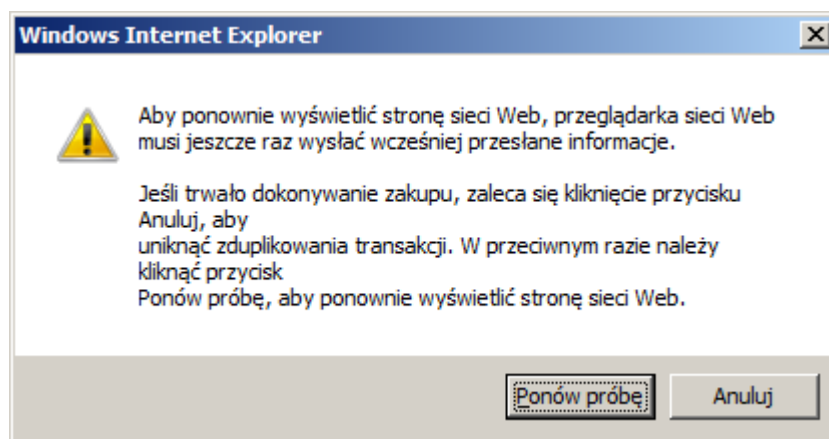 Windows Internet Explorer
Aby ponownie wyświetlić stronę sieci Web, przeglądarka sieci Web
musi jeszcze raz wysłać wcześniej przesłane informacje.
Jeśli trwało dokonywanie zakupu, zaleca się kliknięcie przycisku
Anuluj, aby
uniknąć zduplikowania transakcji. W przeciwnym razie należy
kliknąć przycisk
Ponów próbę, aby ponownie wyświetlić stronę sieci Web.
Ponów próbę Anuluj